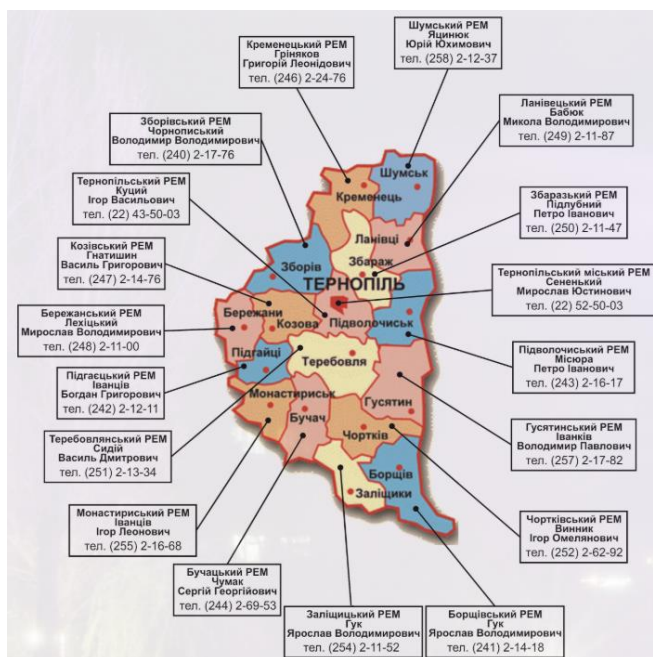 Шумський РЕМ
Яцинюк
Юрій Юхимович
тел. (258) 2-12-37
Кременецький РЕМ
Гріняков
Григорій Леонідович
тел. (246) 2-24-76
Ланівецький РЕМ
Бабюк
Микола Володимирович
тел. (249) 2-11-87
Зборівський РЕМ
Чорнописький
Володимир Володимирович
тел. (240) 2-17-76
Тернопільський РЕМ
Куций
Ігор Васильович
тел. (22) 43-50-03
Збаразький РЕМ
Підлубний
Петро Іванович
тел. (250) 2-11-47
Козівський РЕМ
Гнатишин
Василь Григорович
тел. (247) 2-14-76
Тернопільський міський РЕМ
Сененький
Мирослав Юстинович
тел. (22) 52-50-03
Бережанський РЕМ
Лехіцький
Мирослав Володимирович
тел. (248) 2-11-00
Підволочиський РЕМ
Місюра
Петро Іванович
тел. (243) 2-16-17
Підгаєцький РЕМ
Іванців
Богдан Григорович
тел. (242) 2-12-11
Гусятинський РЕМ
Іванків
Володимир Павлович
тел. (257) 2-17-82
Теребовлянський РЕМ
Сидій
Василь Дмитрович
тел. (251) 2-13-34
Монастириський РЕМ
Іванців
Ігор Леонович
тел. (255) 2-16-68
Чортківський РЕМ
Винник
Ігор Омелянович
тел. (252) 2-62-92
Бучацький РЕМ
Чумак
Сергій Георгійович
тел. (244) 2-69-53
Заліщицький РЕМ
Гук
Ярослав Володимирович
тел. (254) 2-11-52
Борщівський РЕМ
Гук
Ярослав Володимирович
тел. (241) 2-14-18
Шумськ
Кременець
Ланівці
Збараж
Зборів
ТЕРНОПІЛЬ
Бережани
Козова
Підволочиськ
Підгайці
Теребовля
Монастириськ
Гусятин
Бучач
Чортків
Борщів
Заліщики